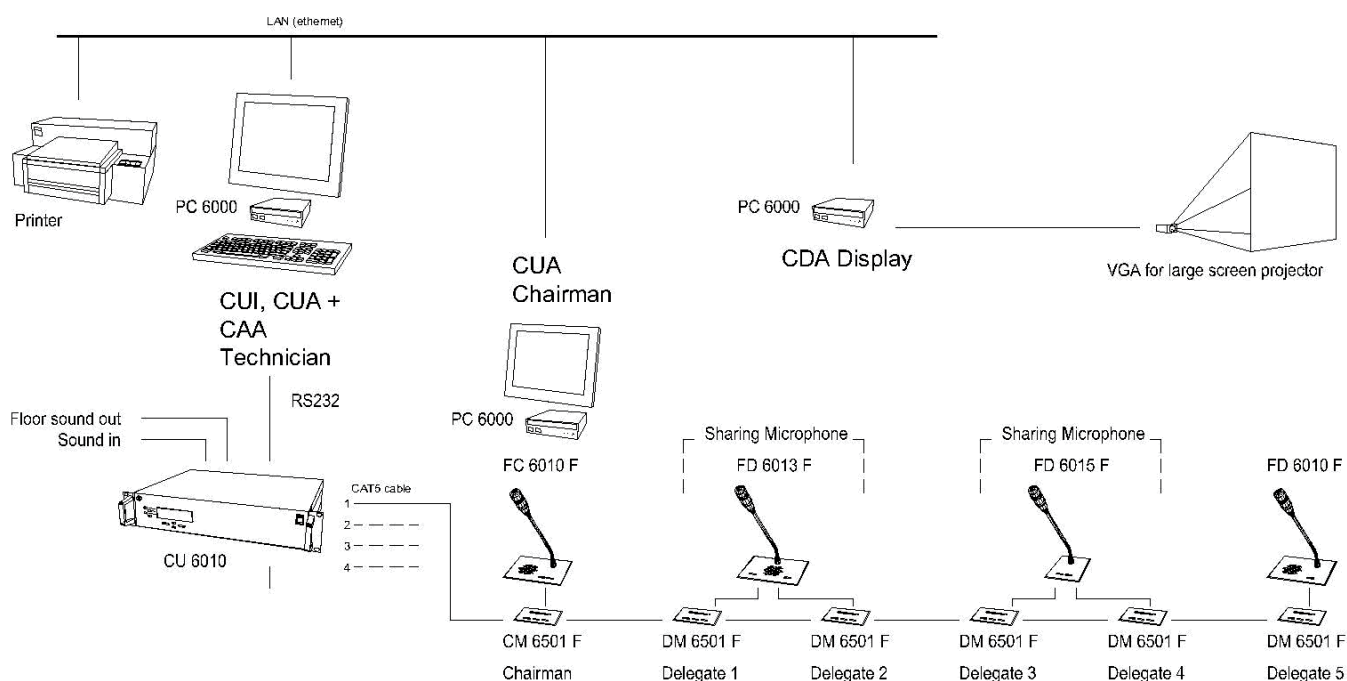 LAN (ethernet)
Printer
PC 6000
PC 6000
CDA Display
VGA for large screen projector
CUI, CUA +
CAA
Technician
CUA
Chairman
RS232
PC 6000
Floor sound out
Sound in
CU 6010
CAT5 cable
1
2
3
4
Sharing Microphone
Sharing Microphone
FC 6010 F
FD 6013 F
FD 6015 F
FD 6010 F
CM 6501 F
DM 6501 F
DM 6501 F
DM 6501 F
DM 6501 F
DM 6501 F
Chairman
Delegate 1
Delegate 2
Delegate 3
Delegate 4
Delegate 5